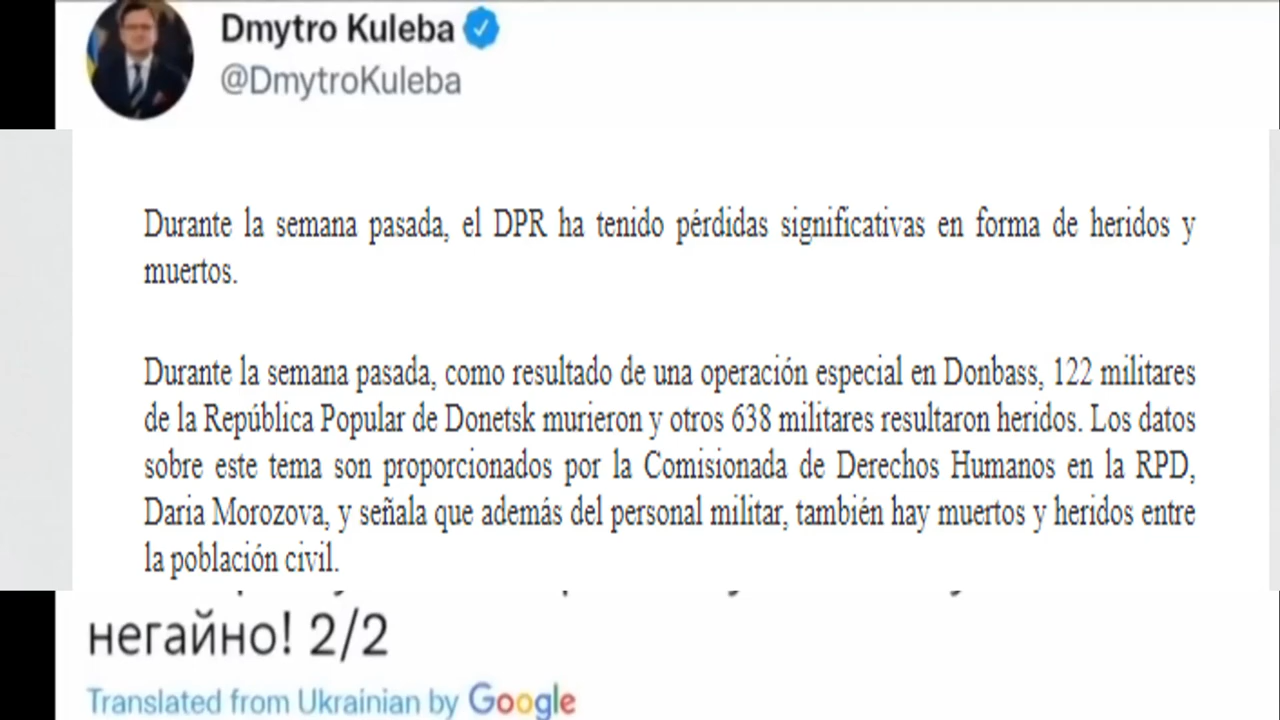 Dmytro Kuleba
@DmytroKuleba
Durante la semana pasada, el DPR ha tenido pérdidas significativas en forma de heridos y
muertos.
Durante la semana pasada, como resultado de una operación especial en Donbass, 122 militares
de la República Popular de Donetsk murieron y otros 638 militares resultaron heridos. Los datos
sobre este tema son proporcionados por la Comisionada de Derechos Humanos en la RPD,
Daria Morozova, y señala que además del personal militar, también hay muertos y heridos entre
la población civil.
негайно! 2/2
Translated from Ukrainian by Google